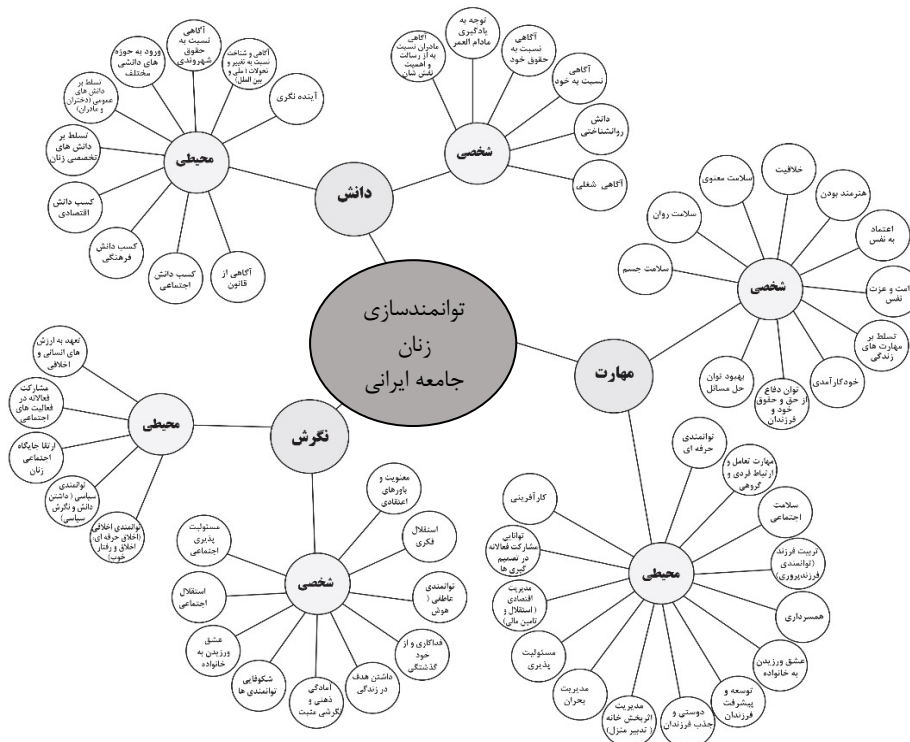 توانمندسازی
زنان
جامعه ایرانی
دانش
شخصی
آگاهی
مادران نسبت
به از رسالت
و اهمیت
نقش شان
توجه به
یادگیری
مادام العمر
آگاهی
نسبت به
حقوق خود
آگاهی
نسبت به خود
دانش
روانشناختی
آگاهی شغلی
محیطی
آینده نگری
آگاهی و شناخت
نسبت به تغییر و
تحولات ( ملی و
بین الملل)
آگاهی
نسبت به
حقوق
شهروندی
ورود به حوزه
های دانشی
مختلف
تسلط بر
دانش های
عمومی (دختران
و مادران)
تسلط بر
دانش های
تخصصی زنان
کسب دانش
اقتصادی
کسب دانش
فرهنگی
کسب دانش
اجتماعی
آگاهی از
قانون
مهارت
شخصی
سلامت جسم
سلامت روان
سلامت معنوی
خلاقیت
هنرمند بودن
اعتماد
به نفس
امت و عزت
نفس
تسلط بر
مهارت های
زندگی
خودکارآمدی
توان دفاع
از حق و حقوق
خود و
فرزندان
بهبود توان
حل مسائل
محیطی
توانمندی
حرفه ای
مهارت تعامل و
ارتباط فردی و
گروهی
سلامت
اجتماعی
تربیت فرزند
(توانمندی
فرزندپروری)
همسرداری
عشق ورزیدن
به خانواده
توسعه و
پیشرفت
فرزندان
دوستی و
جذب فرزندان
مدیریت
اثربخش خانه
( تدبیر منزل)
مدیریت
بحران
مسئولیت
پذیری
مدیریت
اقتصادی
( استقلال و
تامین مالی)
توانایی
مشارکت فعالانه
در تصمیم
گیری ها
کارآفرینی
نگرش
محیطی
تعهد به ارزش
های انسانی و
اخلاقی
مشارکت
فعالانه در
فعالیت های
اجتماعی
ارتقا جایگاه
اجتماعی
زنان
توانمندی
سیاسی ( داشتن
دانش و نگرش
سیاسی)
توانمندی اخلاقی
(اخلاق حرفه ای،
اخلاق و رفتار
خوب)
شخصی
معنویت و
باورهای
اعتقادی
استقلال
فکری
توانمندی
عاطفی (
هوش
فداکاری و از
خود
گذشتگی
داشتن هدف
در زندگی
آمادگی
ذهنی و
نگرشی مثبت
شکوفایی
توانمندی ها
عشق
ورزیدن به
خانواده
استقلال
اجتماعی
مسئولیت
پذیری
اجتماعی